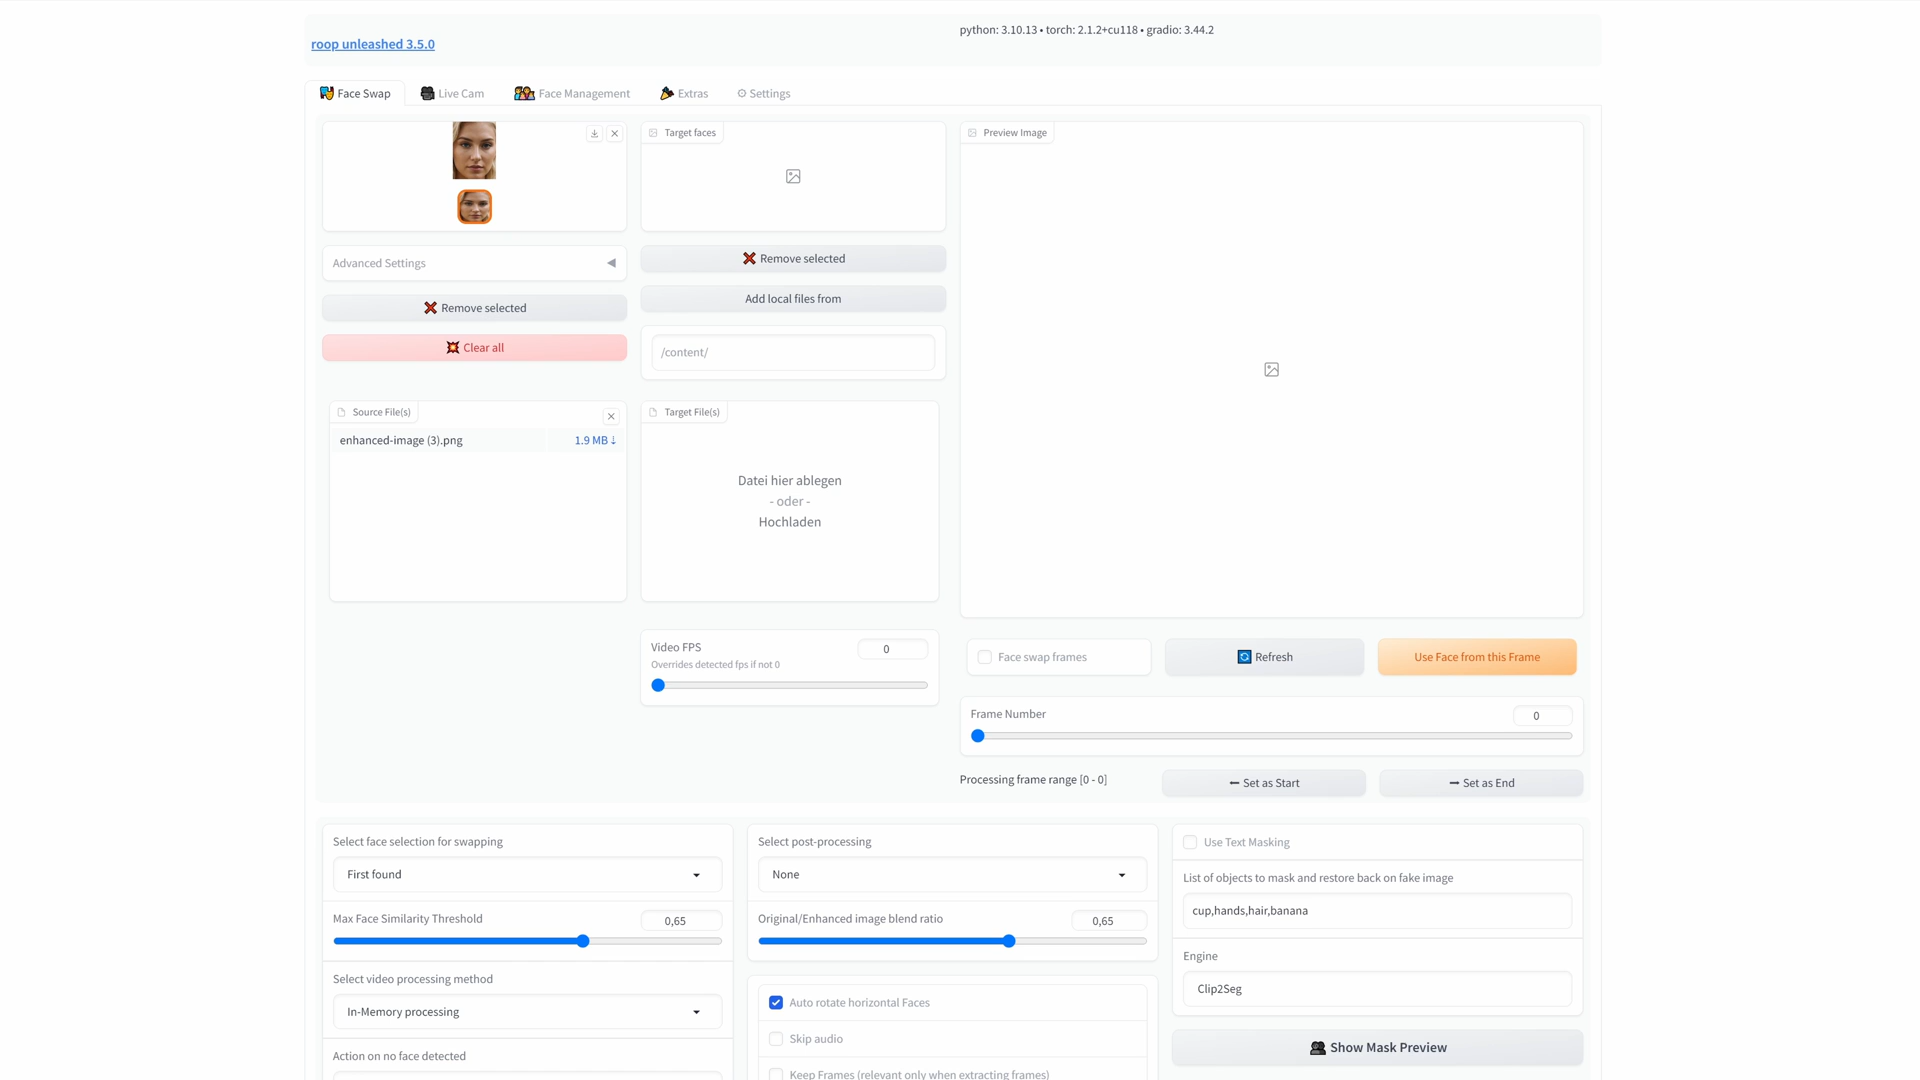 roop unleashed 3.5.0
python: 3.10.13 • torch: 2.1.2+cu118 • gradio: 3.44.2
Face Swap
Live Cam
Face Management
Extras
Settings
Target faces
Preview Image
Advanced Settings
Remove selected
Clear all
Remove selected
Add local files from
/content/
Source File(s)
enhanced-image (3).png
1.9 MB ↓
Target File(s)
Datei hier ablegen
- oder -
Hochladen
Video FPS
0
Overrides detected fps if not 0
Face swap frames
Refresh
Use Face from this Frame
Frame Number
0
Processing frame range [0 - 0]
Set as Start
Set as End
Select face selection for swapping
First found
Max Face Similarity Threshold
0,65
Select video processing method
In-Memory processing
Action on no face detected
Select post-processing
None
Original/Enhanced image blend ratio
0,65
Auto rotate horizontal Faces
Skip audio
Keep Frames (relevant only when extracting frames)
Use Text Masking
List of objects to mask and restore back on fake image
cup,hands,hair,banana
Engine
Clip2Seg
Show Mask Preview